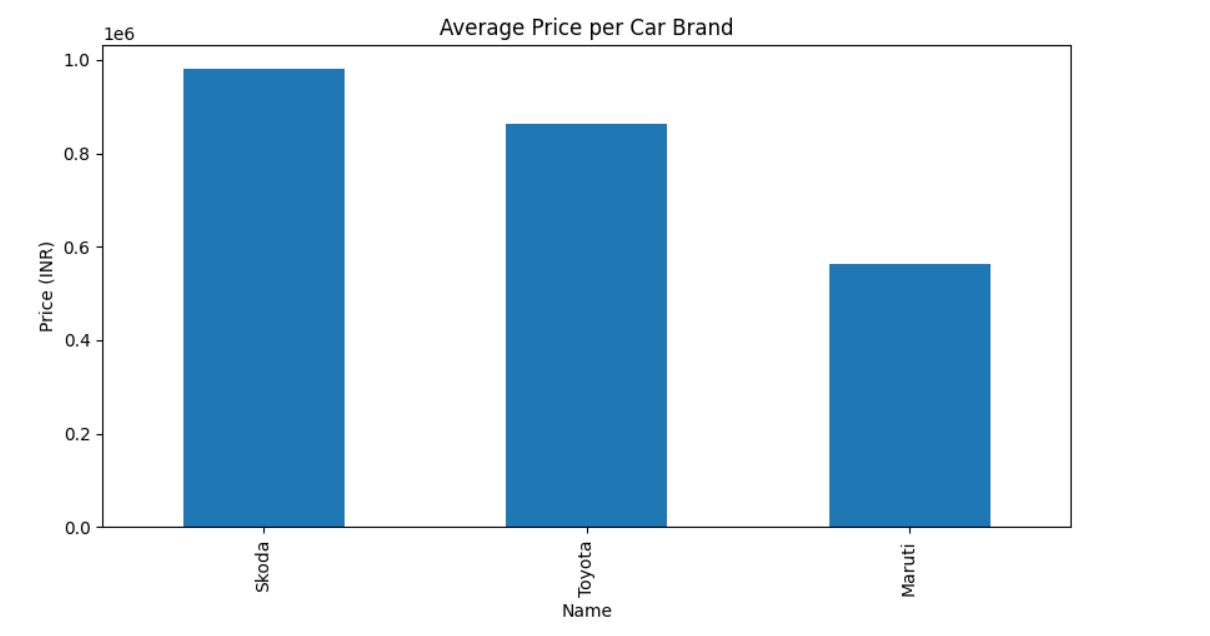 Average Price per Car Brand
1e6
1.0
0.8
0.6
0.4
0.2
0.0
Price (INR)
Skoda
Toyota
Maruti
Name